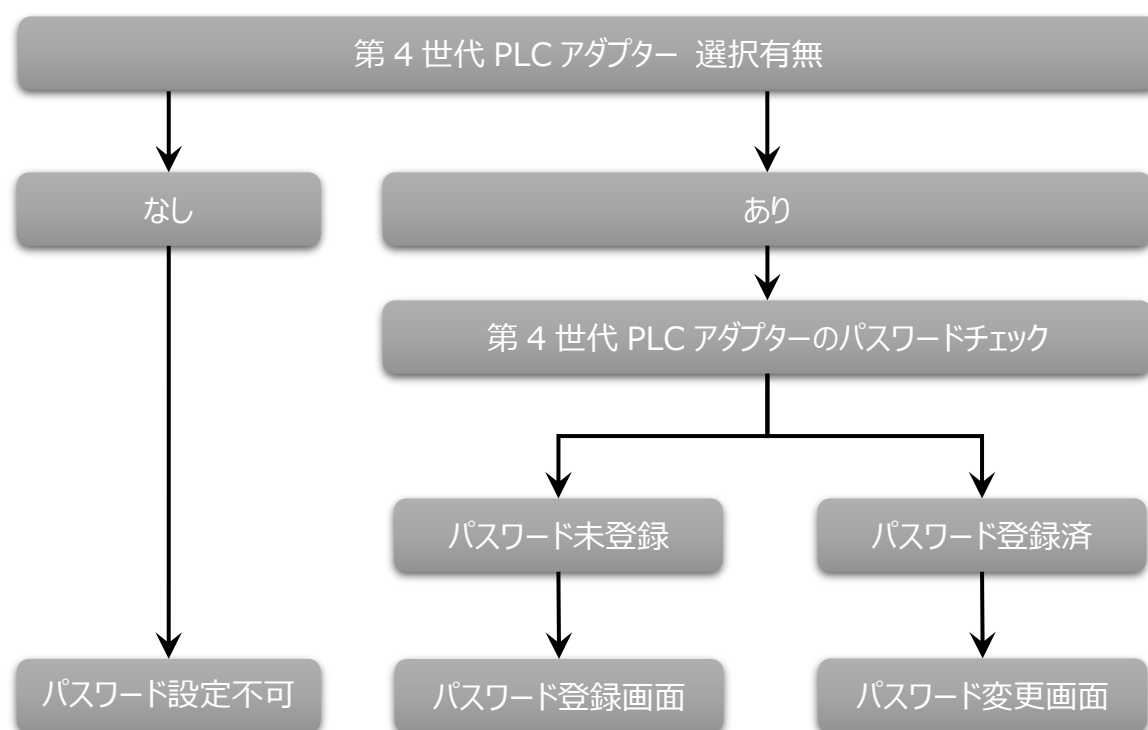 第 4 世代 PLC アダプター 選択有無
なし
あり
第 4 世代 PLC アダプターのパスワードチェック
パスワード未登録
パスワード登録済
パスワード設定不可
パスワード登録画面
パスワード変更画面